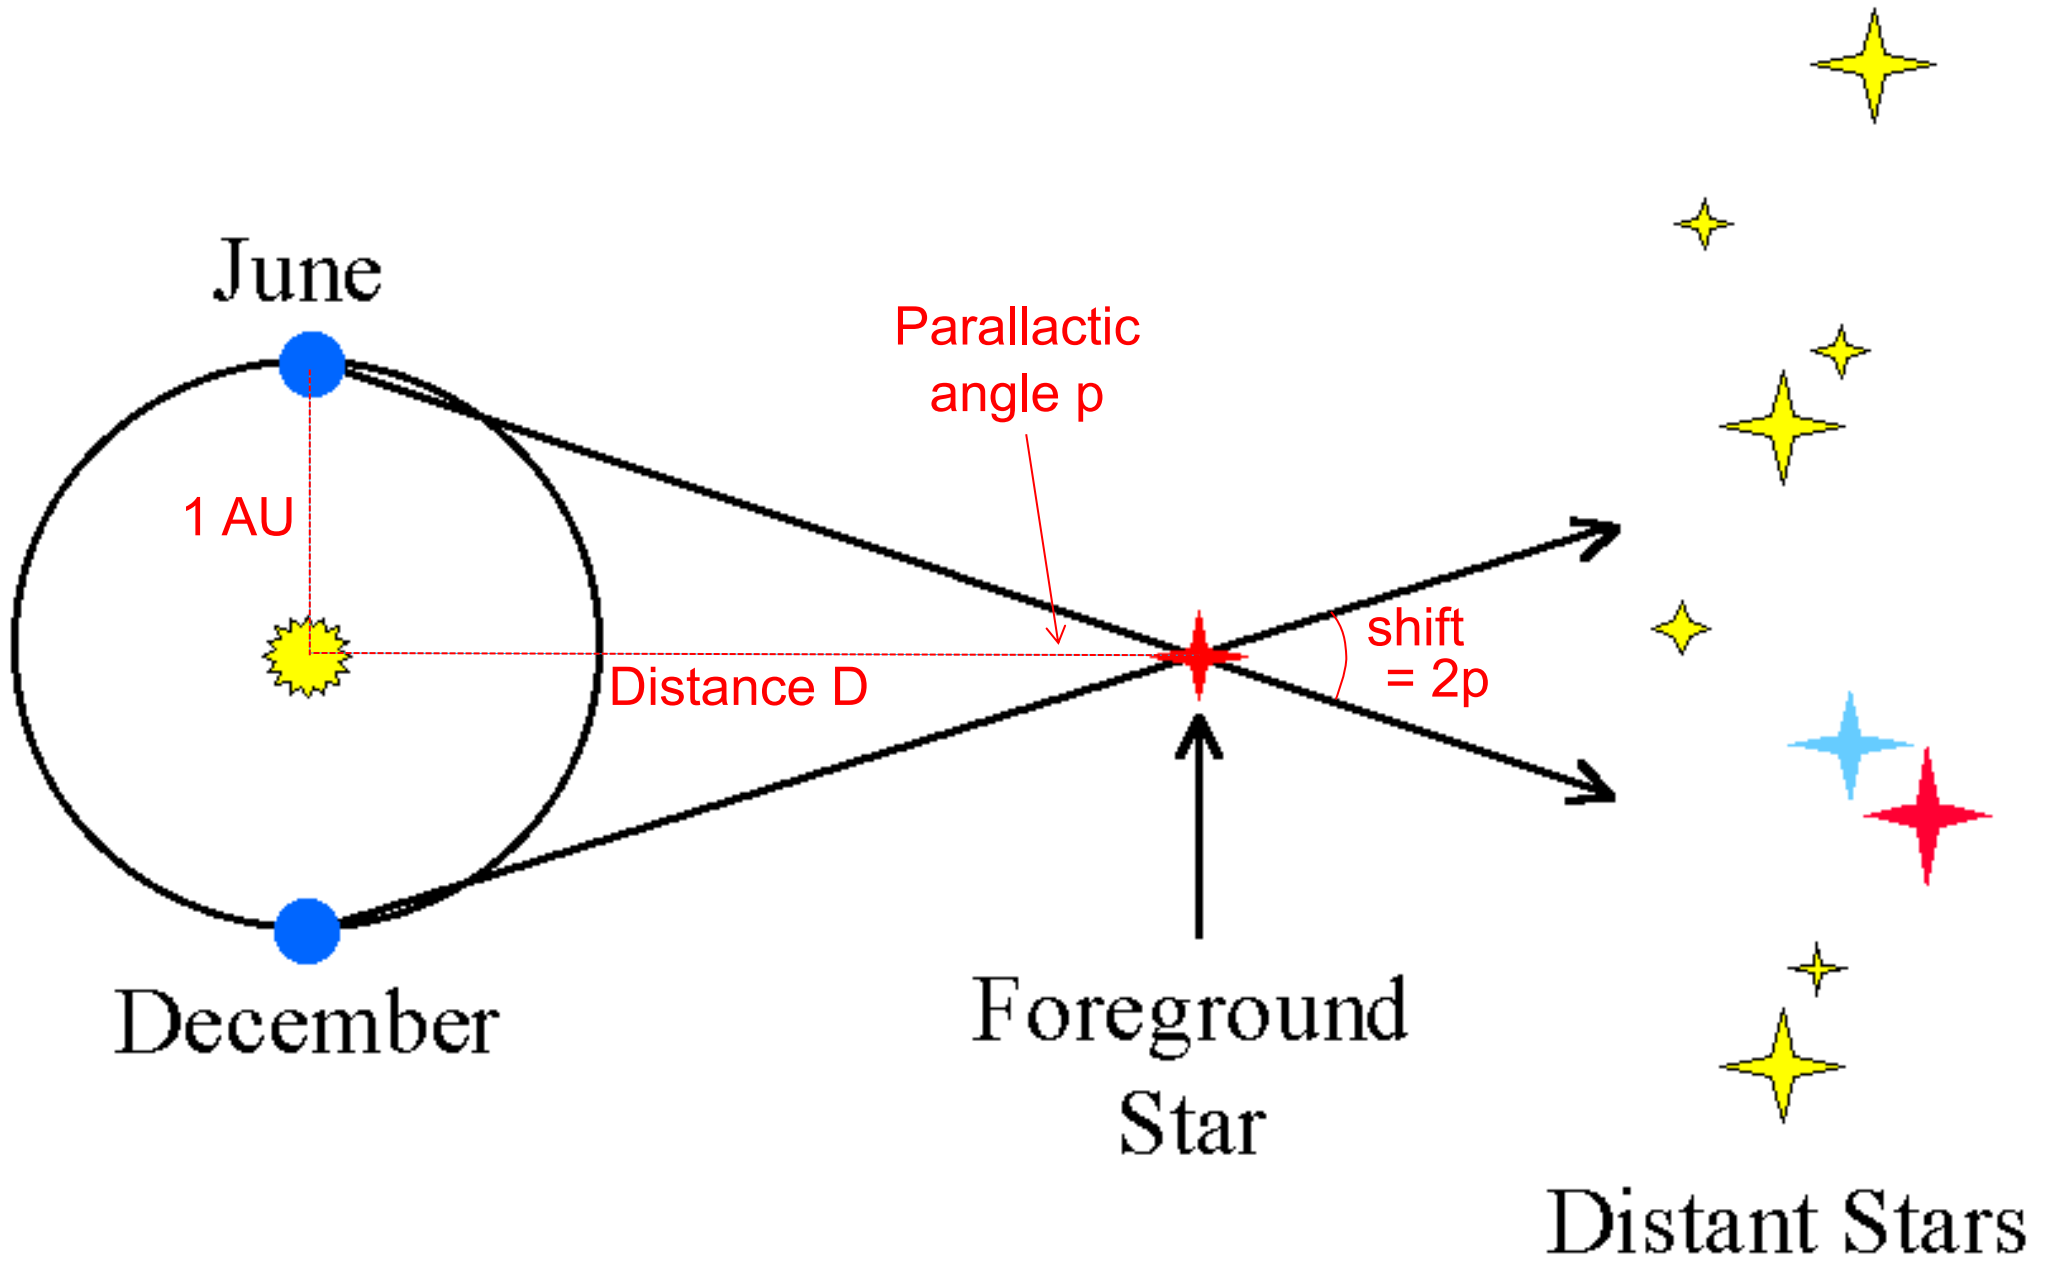 June
Parallactic
angle p
1 AU
shift
= 2p
Distance D
December
Foreground
Star
Distant Stars